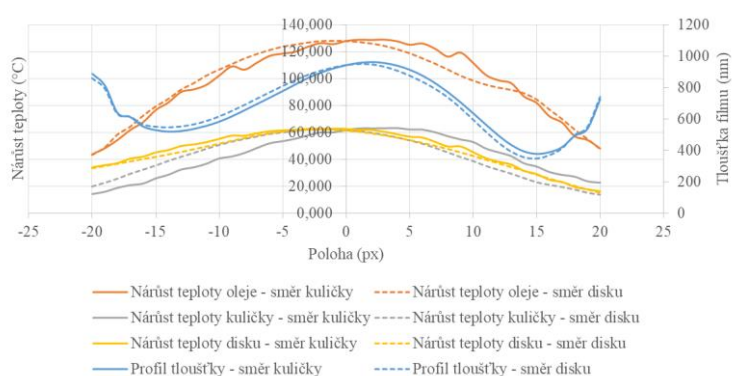 140,000
120,000
100,000
80,000
60,000
40,000
20,000
0,000
1200
1000
800
600
400
200
0
Nárůst teploty (°C)
Tloušťka filmu (nm)
-25 -20 -15 -10 -5 0 5 10 15 20 25
Poloha (px)
Nárůst teploty oleje - směr kuličky Nárůst teploty oleje - směr disku
Nárůst teploty kuličky - směr kuličky Nárůst teploty kuličky - směr disku
Nárůst teploty disku - směr kuličky Nárůst teploty disku - směr disku
Profil tloušťky - směr kuličky Profil tloušťky - směr disku